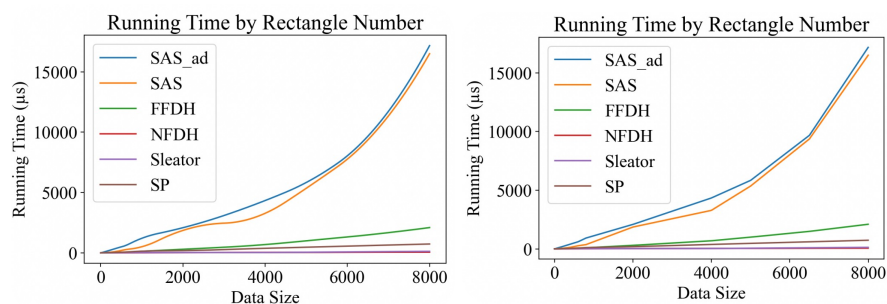 Running Time by Rectangle Number
Running Time (μs)
15000
10000
5000
0
SAS_ad
SAS
FFDH
NFDH
Sleator
SP
0 2000 4000 6000 8000
Data Size
Running Time by Rectangle Number
Running Time (μs)
15000
10000
5000
0
SAS_ad
SAS
FFDH
NFDH
Sleator
SP
0 2000 4000 6000 8000
Data Size